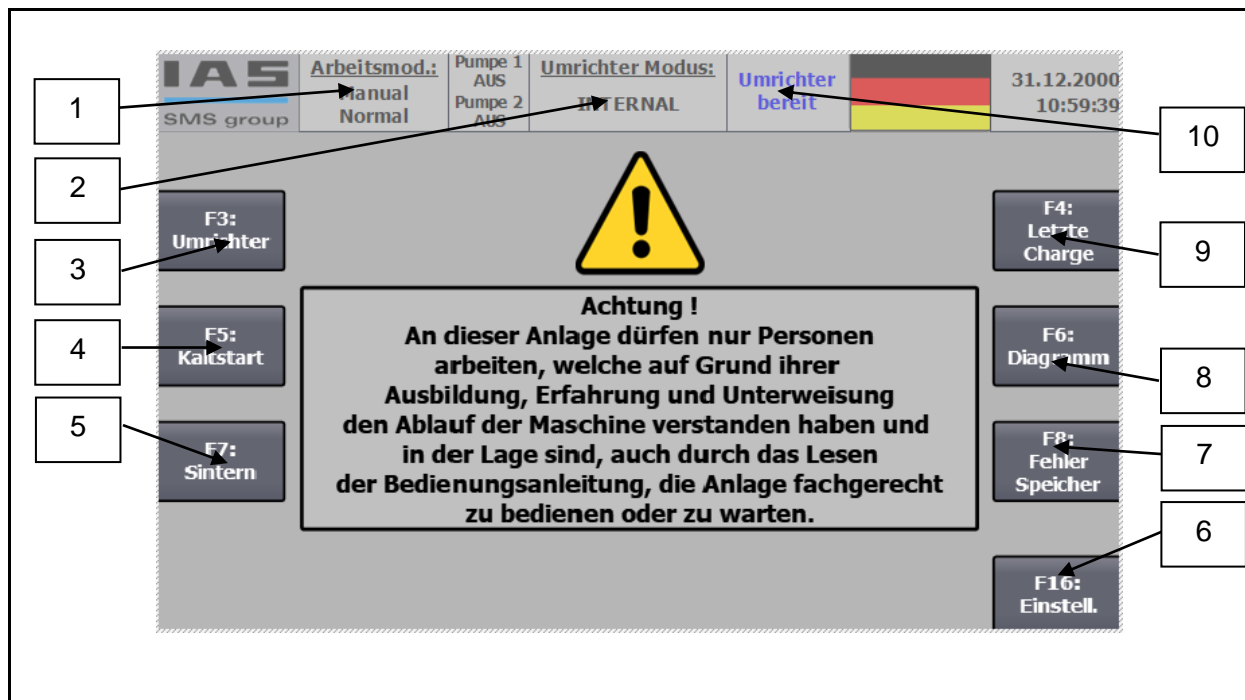 IAS
SMS group
Arbeitsmod.:
Manual
Normal
Pumpe 1
AUS
Pumpe 2
AUS
Umrichter Modus:
INTERNAL
Umrichter
bereit
31.12.2000
10:59:39
1
2
3
4
5
10
9
8
7
6
F3:
Umrichter
F5:
Kaltstart
F7:
Sintern
Achtung !
An dieser Anlage dürfen nur Personen
arbeiten, welche auf Grund ihrer
Ausbildung, Erfahrung und Unterweisung
den Ablauf der Maschine verstanden haben und
in der Lage sind, auch durch das Lesen
der Bedienungsanleitung, die Anlage fachgerecht
zu bedienen oder zu warten.
F4:
Letzte
Charge
F6:
Diagramm
F8:
Fehler
Speicher
F16:
Einstell.